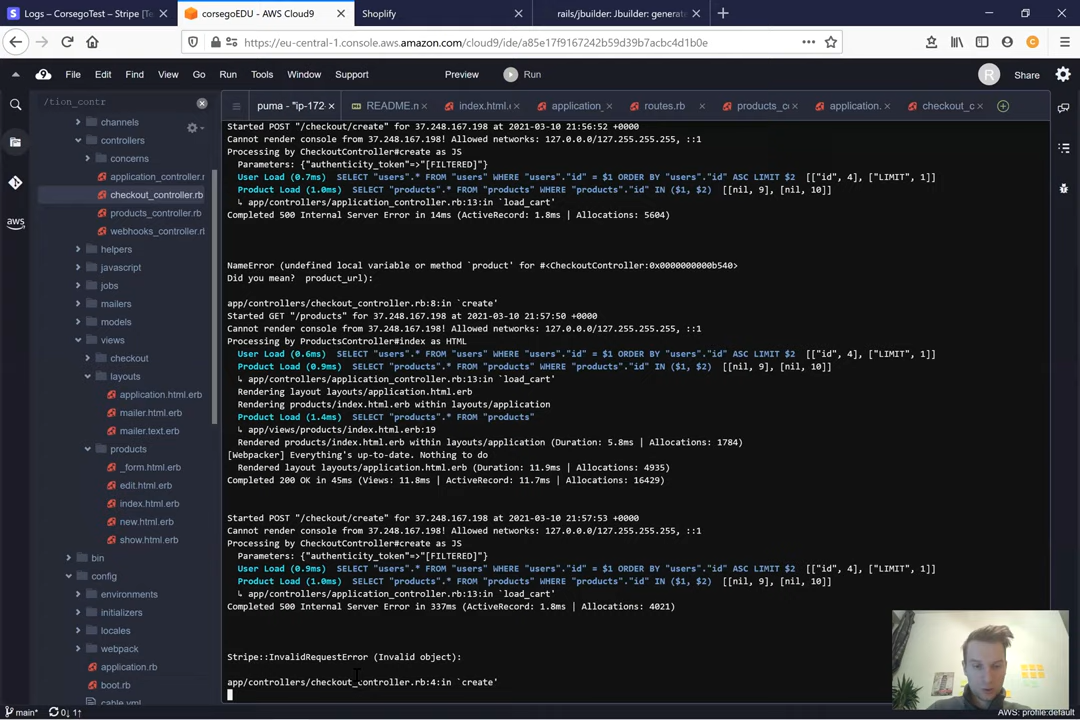 Logs – CorsegoTest – Stripe [Te
corsegoEDU - AWS Cloud9
Shoplify
rails/jbuilder: Jbuilder: generate
https://eu-central-1.console.aws.amazon.com/cloud9/ide/a85e17f9167242b59d39b7acbc4d1b0e
File Edit Find View Go Run Tools Window Support Preview Run
R Share
/tion_contr
puma - "ip-172- README.m index.html.e application_ routes.rb products_co application. checkout_c
channels
controllers
concerns
application_controller.r
checkout_controller.rb
products_controller.rb
webhooks_controller.rl
helpers
javascript
jobs
mailers
models
views
checkout
layouts
application.html.erb
mailer.html.erb
mailer.text.erb
products
_form.html.erb
edit.html.erb
index.html.erb
new.html.erb
show.html.erb
bin
config
environments
initializers
locales
webpack
application.rb
boot.rb
cable.yml
aws
Started POST "/checkout/create" for 37.248.167.198 at 2021-03-10 21:56:52 +0000
Cannot render console from 37.248.167.198! Allowed networks: 127.0.0.0/127.255.255.255, ::1
Processing by CheckoutController#create as JS
Parameters: {"authenticity_token"=>"[FILTERED]"}
User Load (0.7ms) SELECT "users".* FROM "users" WHERE "users"."id" = $1 ORDER BY "users"."id" ASC LIMIT $2 [["id", 4], ["LIMIT", 1]]
Product Load (1.0ms) SELECT "products".* FROM "products" WHERE "products"."id" IN ($1, $2) [[nil, 9], [nil, 10]]
↳ app/controllers/application_controller.rb:13:in `load_cart'
Completed 500 Internal Server Error in 14ms (ActiveRecord: 1.8ms | Allocations: 5604)
NameError (undefined local variable or method `product' for #<CheckoutController:0x0000000000b540>
Did you mean? product_url):
app/controllers/checkout_controller.rb:8:in `create'
Started GET "/products" for 37.248.167.198 at 2021-03-10 21:57:50 +0000
Cannot render console from 37.248.167.198! Allowed networks: 127.0.0.0/127.255.255.255, ::1
Processing by ProductsController#index as HTML
User Load (0.6ms) SELECT "users".* FROM "users" WHERE "users"."id" = $1 ORDER BY "users"."id" ASC LIMIT $2 [["id", 4], ["LIMIT", 1]]
Product Load (0.9ms) SELECT "products".* FROM "products" WHERE "products"."id" IN ($1, $2) [[nil, 9], [nil, 10]]
↳ app/controllers/application_controller.rb:13:in `load_cart'
Rendering layout layouts/application.html.erb
Rendering products/index.html.erb within layouts/application
Product Load (1.4ms) SELECT "products".* FROM "products"
↳ app/views/products/index.html.erb:19
Rendered products/index.html.erb within layouts/application (Duration: 5.8ms | Allocations: 1784)
[Webpacker] Everything's up-to-date. Nothing to do
Rendered layout layouts/application.html.erb (Duration: 11.9ms | Allocations: 4935)
Completed 200 OK in 45ms (Views: 11.8ms | ActiveRecord: 11.7ms | Allocations: 16429)
Started POST "/checkout/create" for 37.248.167.198 at 2021-03-10 21:57:53 +0000
Cannot render console from 37.248.167.198! Allowed networks: 127.0.0.0/127.255.255.255, ::1
Processing by CheckoutController#create as JS
Parameters: {"authenticity_token"=>"[FILTERED]"}
User Load (0.9ms) SELECT "users".* FROM "users" WHERE "users"."id" = $1 ORDER BY "users"."id" ASC LIMIT $2 [["id", 4], ["LIMIT", 1]]
Product Load (1.0ms) SELECT "products".* FROM "products" WHERE "products"."id" IN ($1, $2) [[nil, 9], [nil, 10]]
↳ app/controllers/application_controller.rb:13:in `load_cart'
Completed 500 Internal Server Error in 337ms (ActiveRecord: 1.8ms | Allocations: 4021)
Stripe::InvalidRequestError (Invalid object):
app/controllers/checkout_controller.rb:4:in `create'
main* 0↓ 1↑
AWS: profile:default